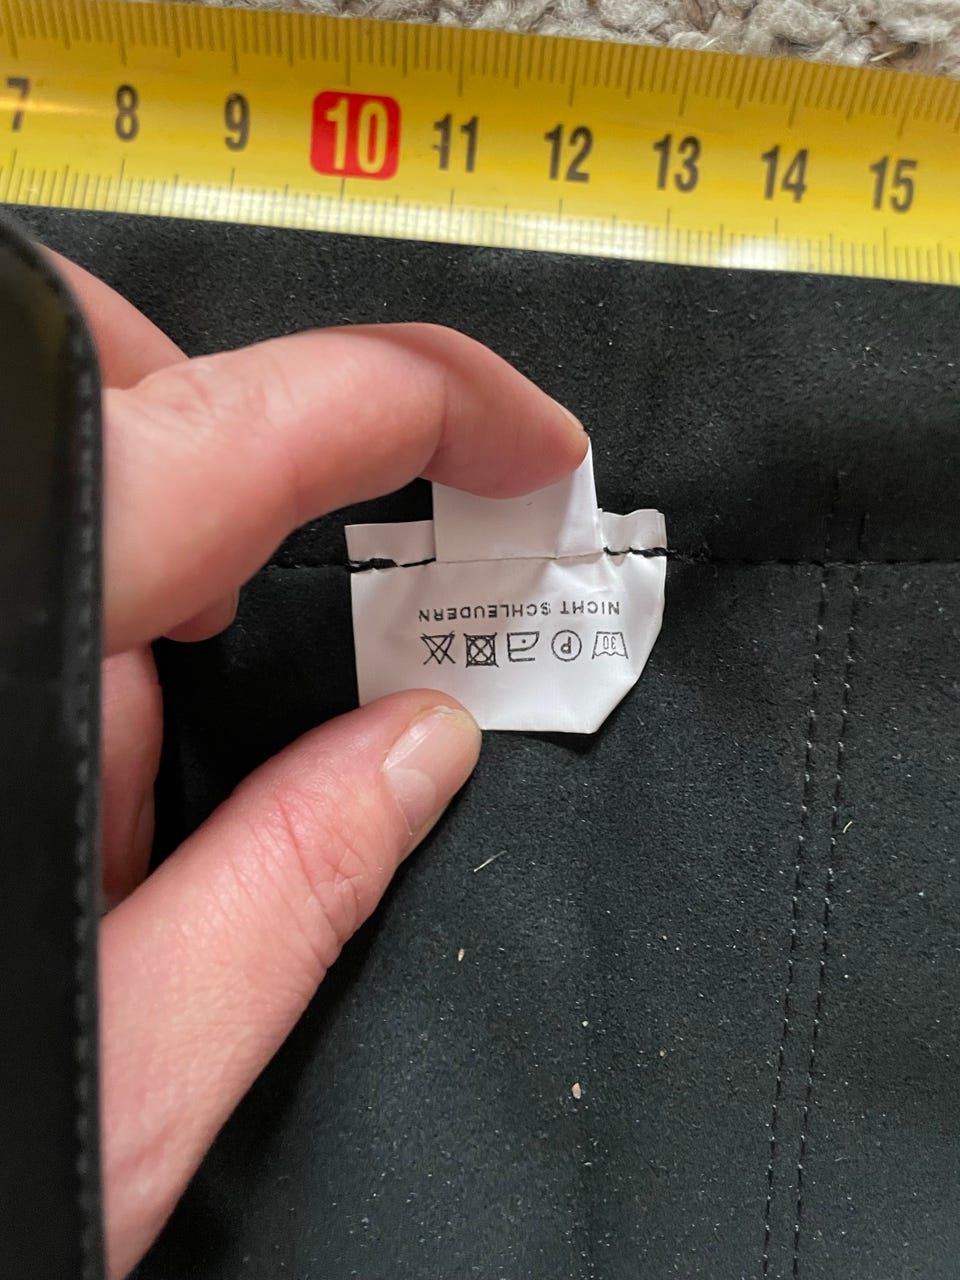 7 8 9 10 11 12 13 14 15
NICHT SCHLEUDERN
30 P